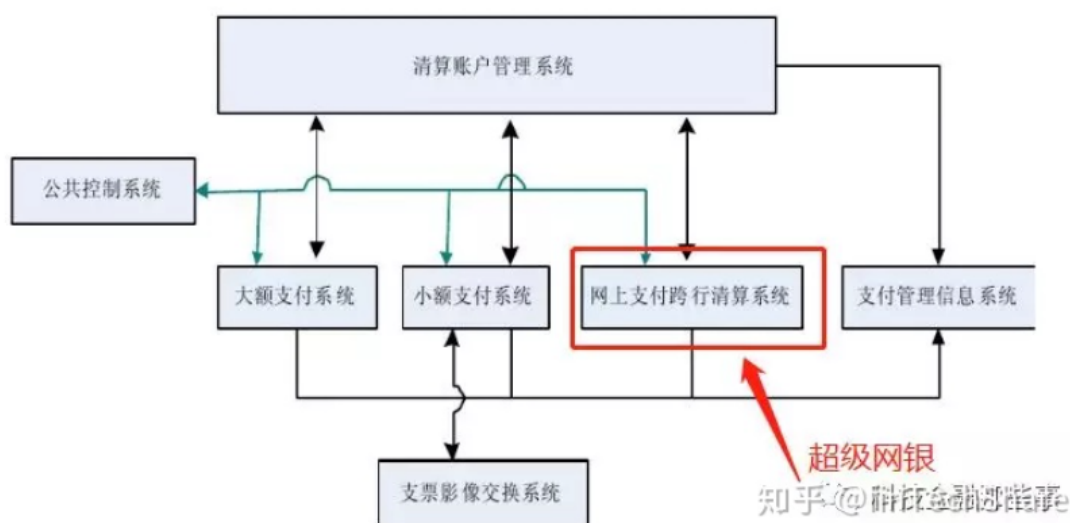 清算账户管理系统
公共控制系统
大额支付系统
小额支付系统
网上支付跨行清算系统
支付管理信息系统
超级网银
支票影像交换系统
知乎